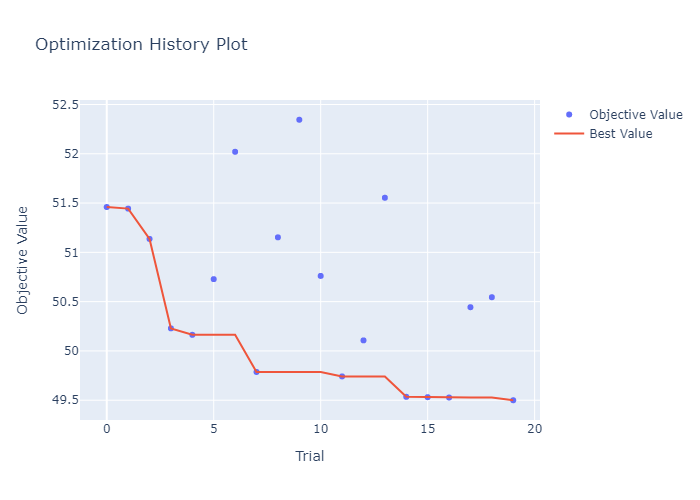 Optimization History Plot
52.5
52
51.5
51
50.5
50
49.5
0
5
10
15
20
Trial
Objective Value
Objective Value
Best Value